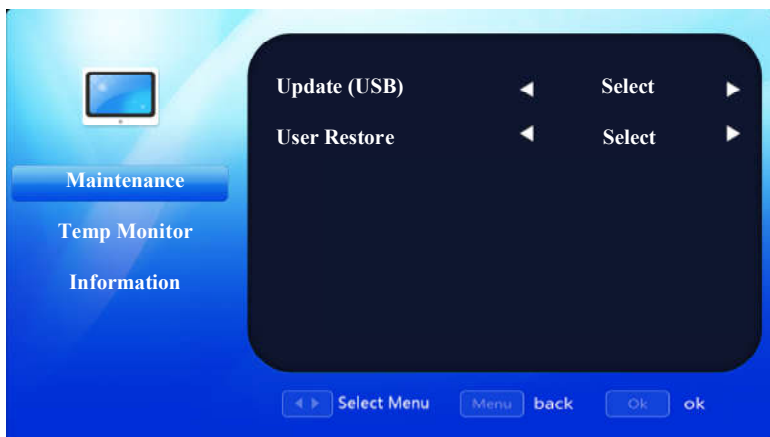 Update (USB) Select
User Restore Select
Maintenance
Temp Monitor
Information
Select Menu Menu back Ok ok